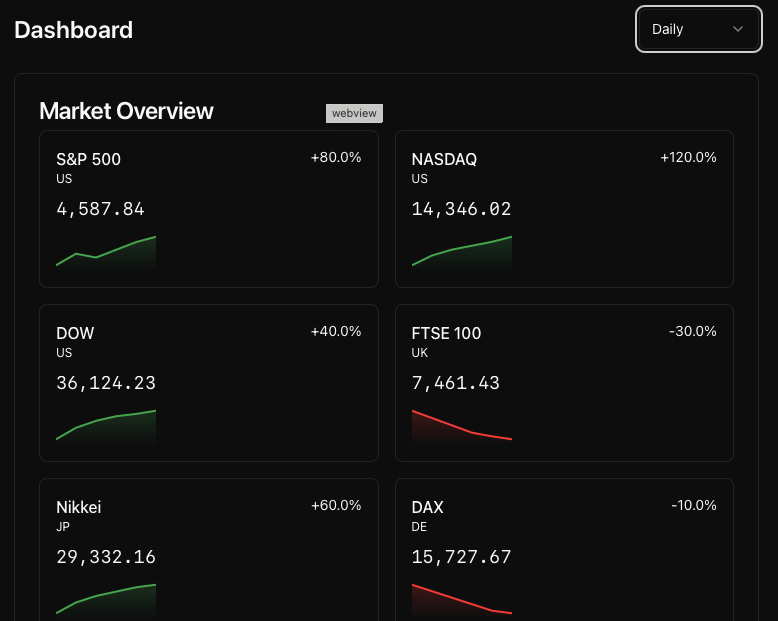 Dashboard
Daily
Market Overview
webview
S&P 500
+80.0%
US
4,587.84
NASDAQ
+120.0%
US
14,346.02
DOW
+40.0%
US
36,124.23
FTSE 100
-30.0%
UK
7,461.43
Nikkei
+60.0%
JP
29,332.16
DAX
-10.0%
DE
15,727.67